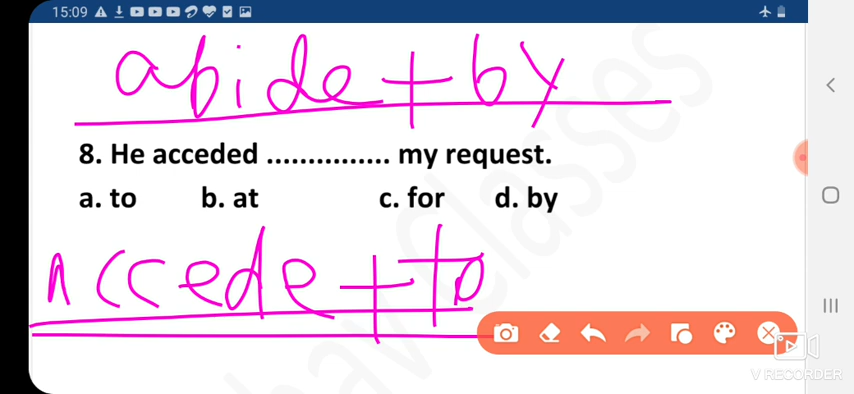 15:09
abide + by
8. He acceded ............... my request.
a. to b. at c. for d. by
Accede + to
V RECORDER